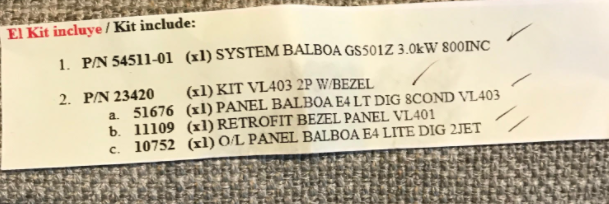 El Kit incluye / Kit include:
1. P/N 54511-01 (x1) SYSTEM BALBOA GS501Z 3.0kW 800INC
2. P/N 23420 (x1) KIT VL403 2P W/BEZEL
a. 51676 (x1) PANEL BALBOA E4 LT DIG 8COND VL403
b. 11109 (x1) RETROFIT BEZEL PANEL VL401
c. 10752 (x1) O/L PANEL BALBOA E4 LITE DIG 2JET